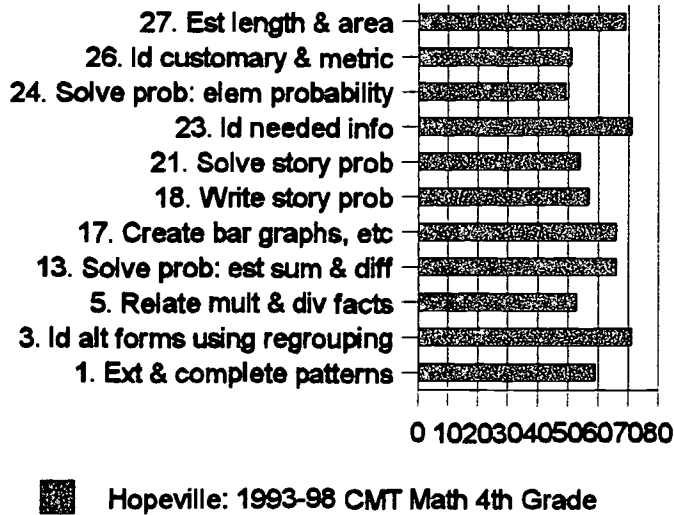 27. Est length & area
26. Id customary & metric
24. Solve prob: elem probability
23. Id needed info
21. Solve story prob
18. Write story prob
17. Create bar graphs, etc
13. Solve prob: est sum & diff
5. Relate mult & div facts
3. Id alt forms using regrouping
1. Ext & complete patterns
0 1020304050607080
Hopeville: 1993-98 CMT Math 4th Grade